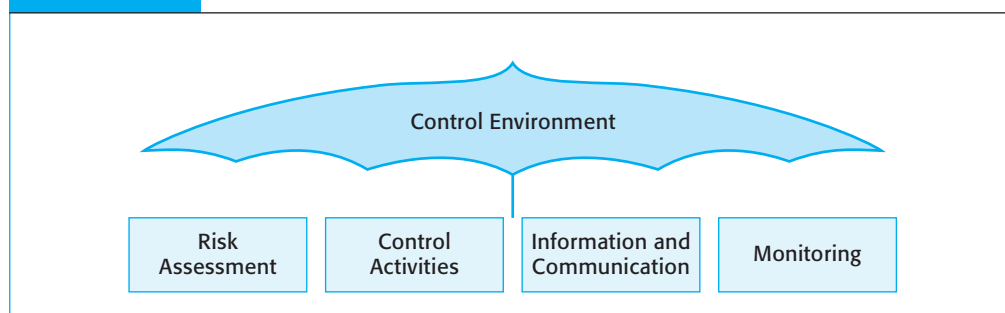 Control Environment
Risk
Assessment
Control
Activities
Information and
Communication
Monitoring